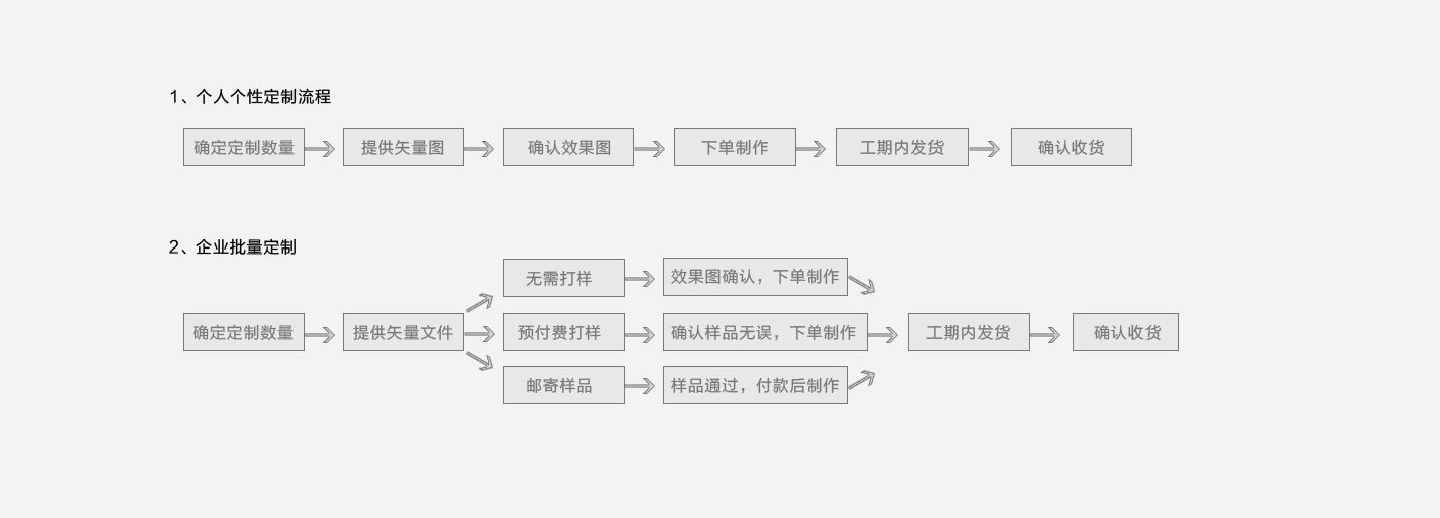 1、个人个性定制流程
确定定制数量
提供矢量图
确认效果图
下单制作
工期内发货
确认收货
2、企业批量定制
确定定制数量
提供矢量文件
无需打样
效果图确认，下单制作
预付费打样
确认样品无误，下单制作
邮寄样品
样品通过，付款后制作
工期内发货
确认收货